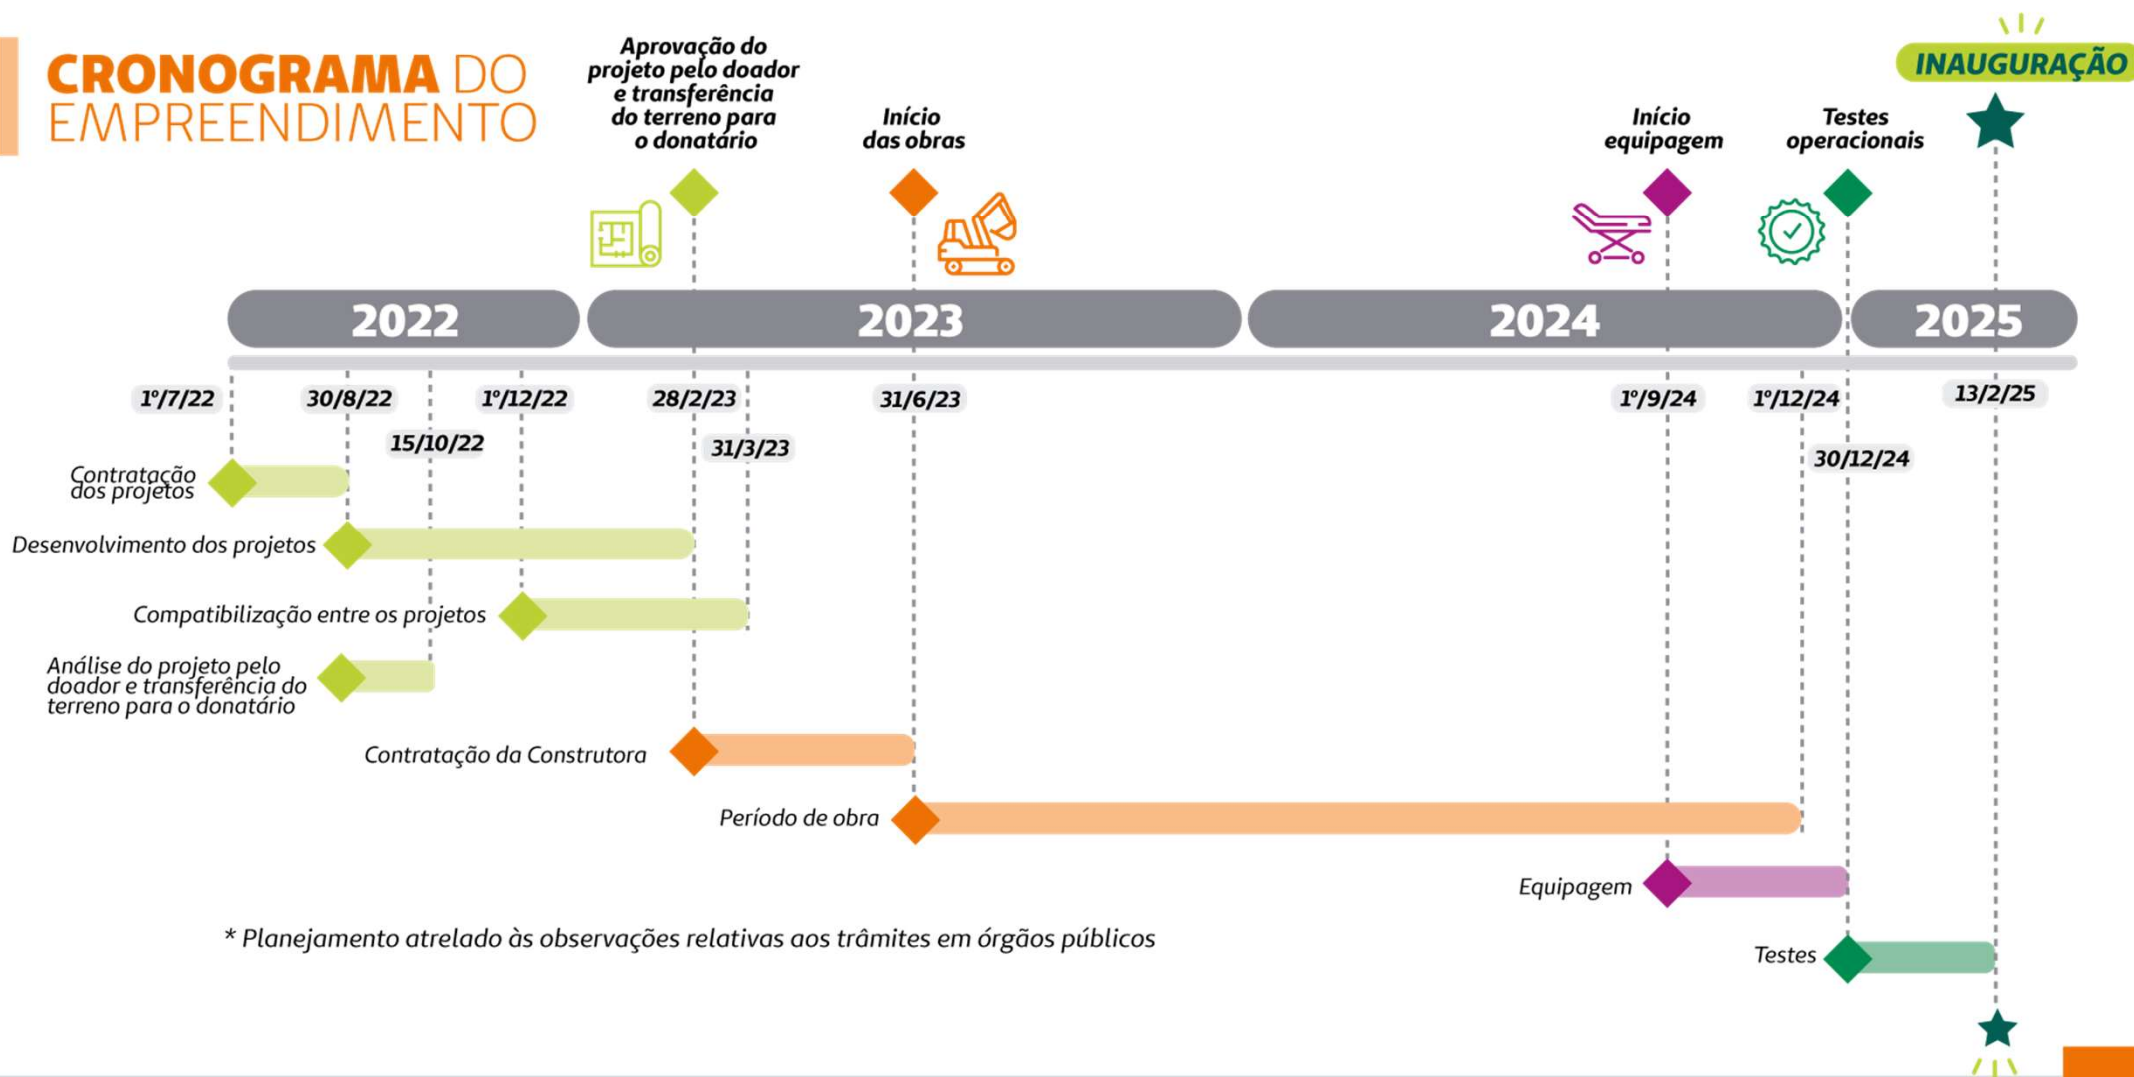 CRONOGRAMA DO
EMPREENDIMENTO
Aprovação do
projeto pelo doador
e transferência
do terreno para
o donatário
Início
das obras
Início
equipagem
Testes
operacionais
INAUGURAÇÃO
2022
2023
2024
2025
1º/7/22
30/8/22
15/10/22
1º/12/22
28/2/23
31/3/23
31/6/23
1º/9/24
1º/12/24
30/12/24
13/2/25
Contratação
dos projetos
Desenvolvimento dos projetos
Compatibilização entre os projetos
Análise do projeto pelo
doador e transferência do
terreno para o donatário
Contratação da Construtora
Período de obra
Equipagem
Testes
* Planejamento atrelado às observações relativas aos trâmites em órgãos públicos